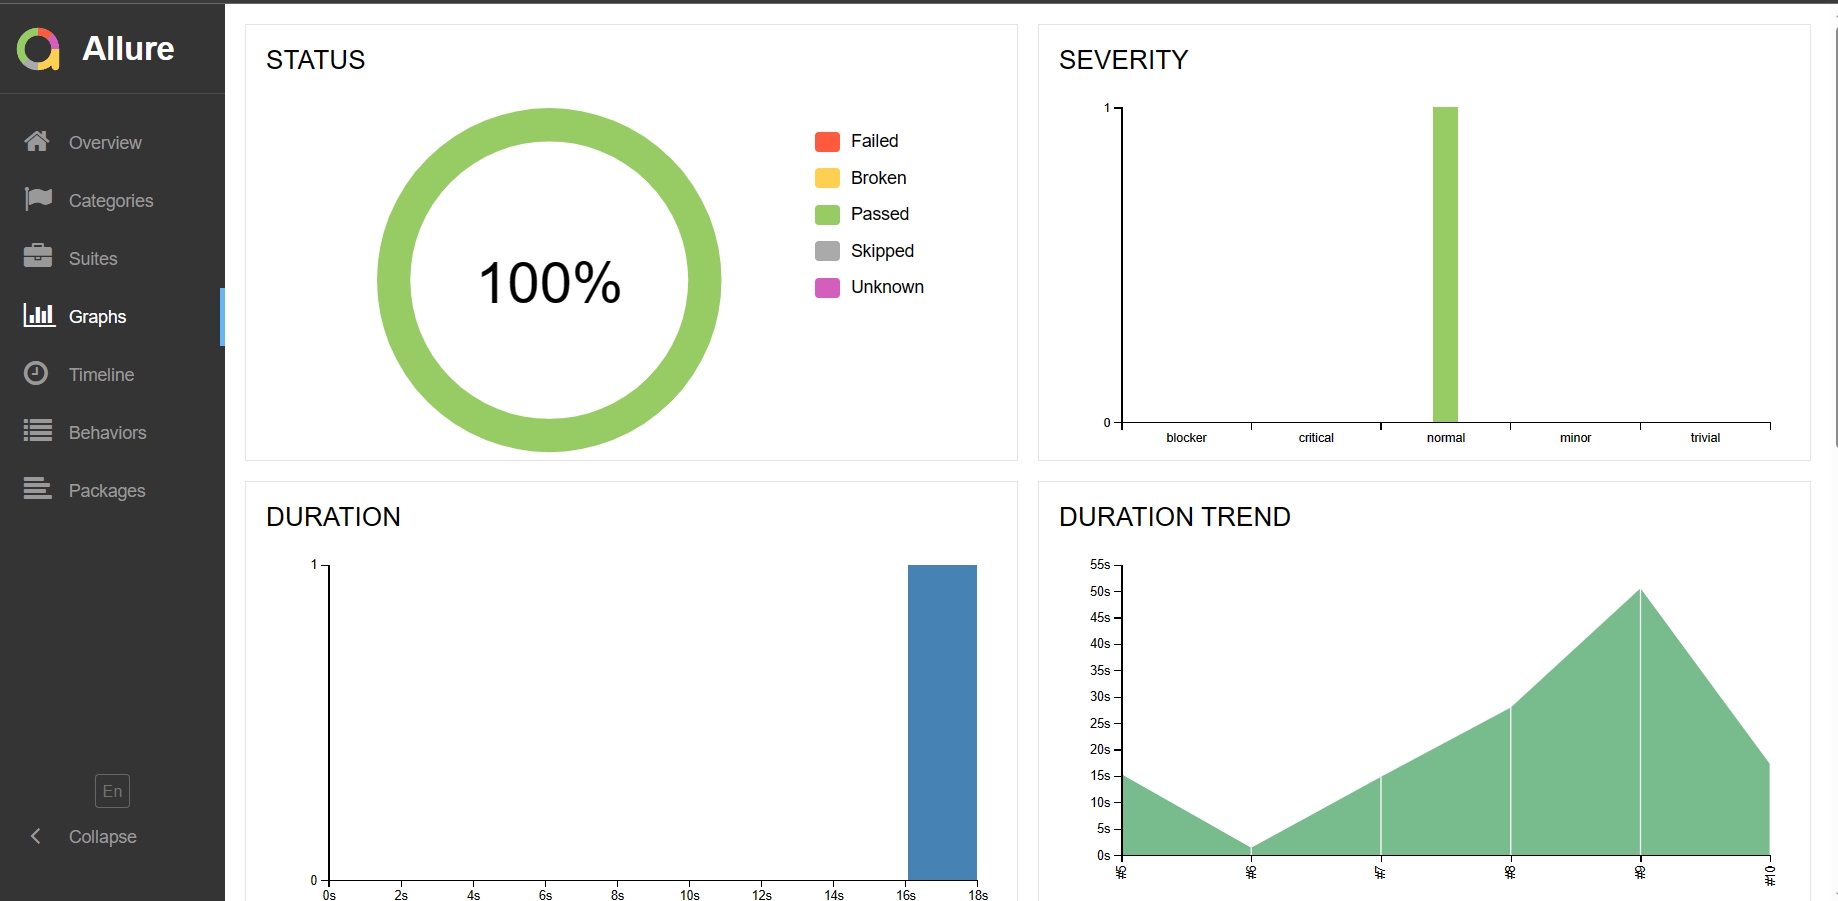 Allure
Overview
Categories
Suites
Graphs
Timeline
Behaviors
Packages
En
Collapse
STATUS
100%
Failed
Broken
Passed
Skipped
Unknown
SEVERITY
1
0
blocker critical normal minor trivial
DURATION
1
0
0s 2s 4s 6s 8s 10s 12s 14s 16s 18s
DURATION TREND
55s
50s
45s
40s
35s
30s
25s
20s
15s
10s
5s
0s
#5 #6 #7 #8 #9 #10